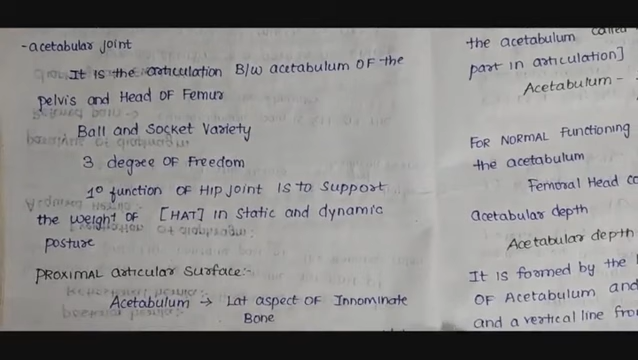 -acetabular joint
It is the articulation B/w acetabulum OF the
pelvis and Head OF Femur
Ball and Socket Variety
3 degree OF Freedom
1° function OF HIP joint IS to support
the weight OF [HAT] in static and dynamic
posture
PROXIMAL articular surface:-
Acetabulum → Lat aspect OF Innominate
Bone
the acetabulum called
part in articulation]
Acetabulum -
FOR NORMAL Functioning
the acetabulum
Femoral Head
acetabular depth
Acetabular depth
It is formed by the
OF Acetabulum and
and a vertical line